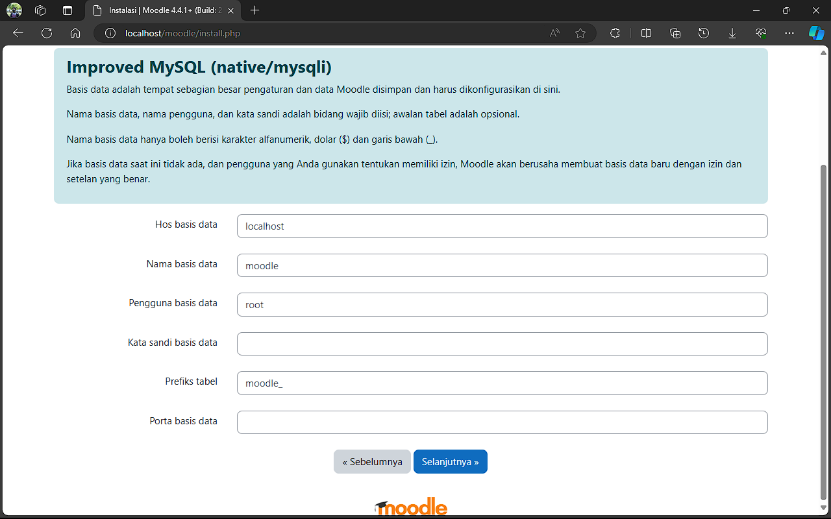 Instalasi | Moodle 4.4.1+ (Build: 2
localhost/moodle/install.php
Improved MySQL (native/mysqli)
Basis data adalah tempat sebagian besar pengaturan dan data Moodle disimpan dan harus dikonfigurasikan di sini.
Nama basis data, nama pengguna, dan kata sandi adalah bidang wajib diisi; awalan tabel adalah opsional.
Nama basis data hanya boleh berisi karakter alfanumerik, dolar ($) dan garis bawah (_).
Jika basis data saat ini tidak ada, dan pengguna yang Anda gunakan tentukan memiliki izin, Moodle akan berusaha membuat basis data baru dengan izin dan
setelan yang benar.
Hos basis data localhost
Nama basis data moodle
Pengguna basis data root
Kata sandi basis data
Prefiks tabel moodle_
Porta basis data
« Sebelumnya Selanjutnya »
moodle